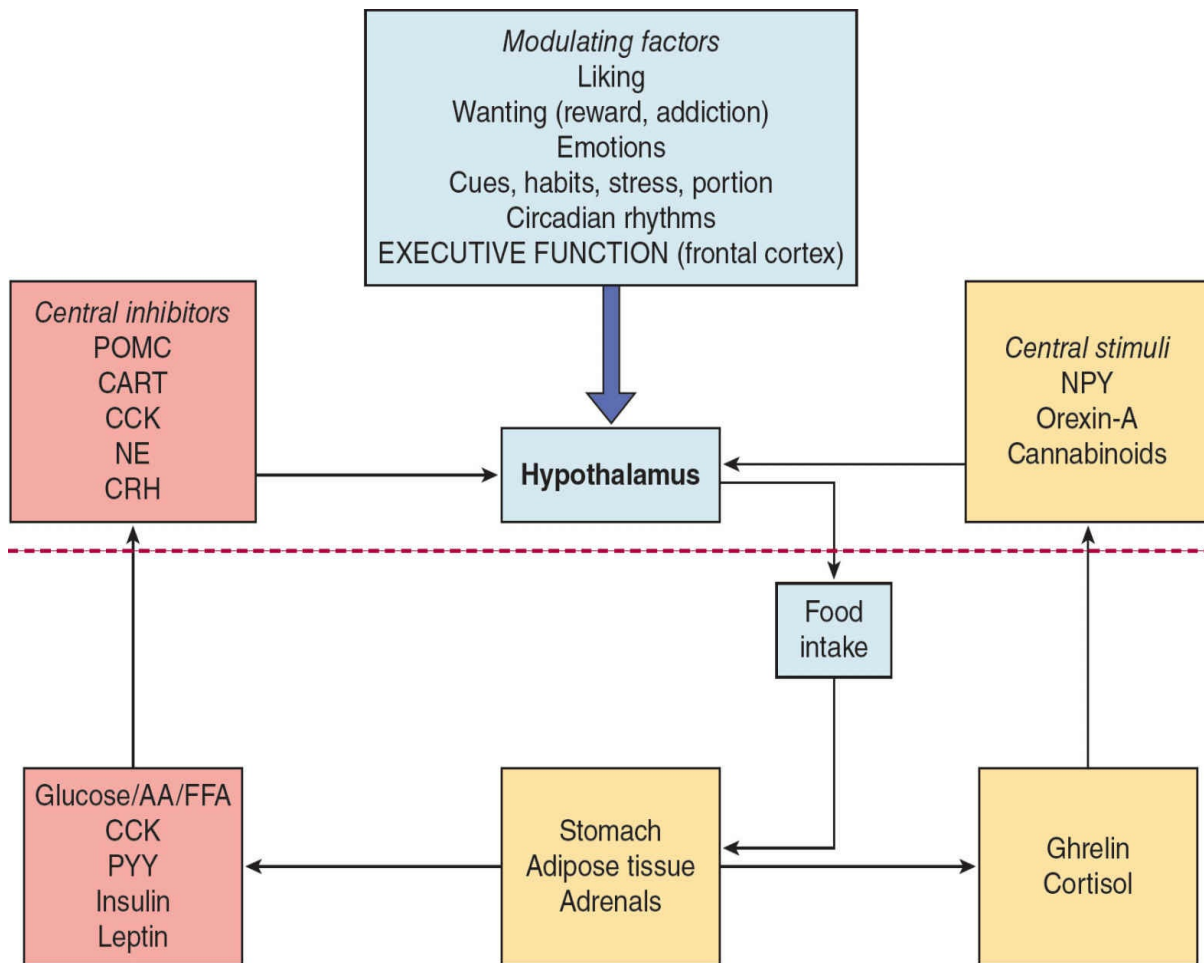 Modulating factors
Liking
Wanting (reward, addiction)
Emotions
Cues, habits, stress, portion
Circadian rhythms
EXECUTIVE FUNCTION (frontal cortex)
Central inhibitors
POMC
CART
CCK
NE
CRH
Hypothalamus
Central stimuli
NPY
Orexin-A
Cannabinoids
Food
intake
Glucose/AA/FFA
CCK
PYY
Insulin
Leptin
Stomach
Adipose tissue
Adrenals
Ghrelin
Cortisol